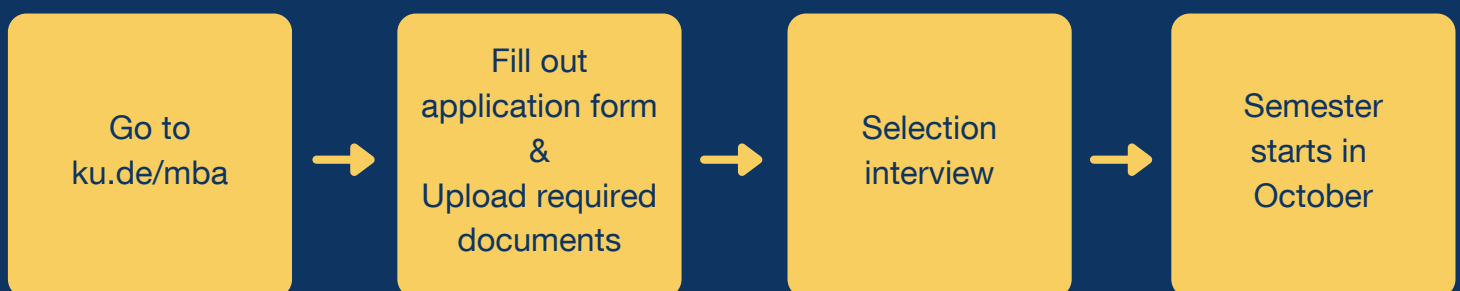 Go to
ku.de/mba
Fill out
application form
&
Upload required
documents
Selection
interview
Semester
starts in
October